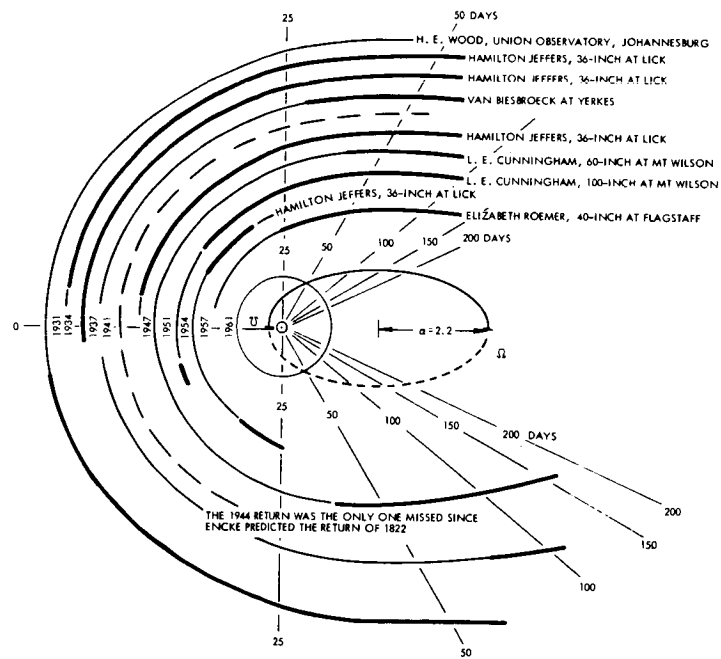 25
50 DAYS
H. E. WOOD, UNION OBSERVATORY, JOHANNESBURG
HAMILTON JEFFERS, 36-INCH AT LICK
HAMILTON JEFFERS, 36-INCH AT LICK
VAN BIESBROECK AT YERKES
HAMILTON JEFFERS, 36-INCH AT LICK
L. E. CUNNINGHAM, 60-INCH AT MT WILSON
L. E. CUNNINGHAM, 100-INCH AT MT WILSON
HAMILTON JEFFERS, 36-INCH AT LICK
ELIZABETH ROEMER, 40-INCH AT FLAGSTAFF
25
50
100
150
200 DAYS
0
1931
1934
1937
1941
1947
1951
1954
1957
1961
℧
α = 2.2
Ω
25
50
100
150
200 DAYS
THE 1944 RETURN WAS THE ONLY ONE MISSED SINCE
ENCKE PREDICTED THE RETURN OF 1822
200
150
100
25
50